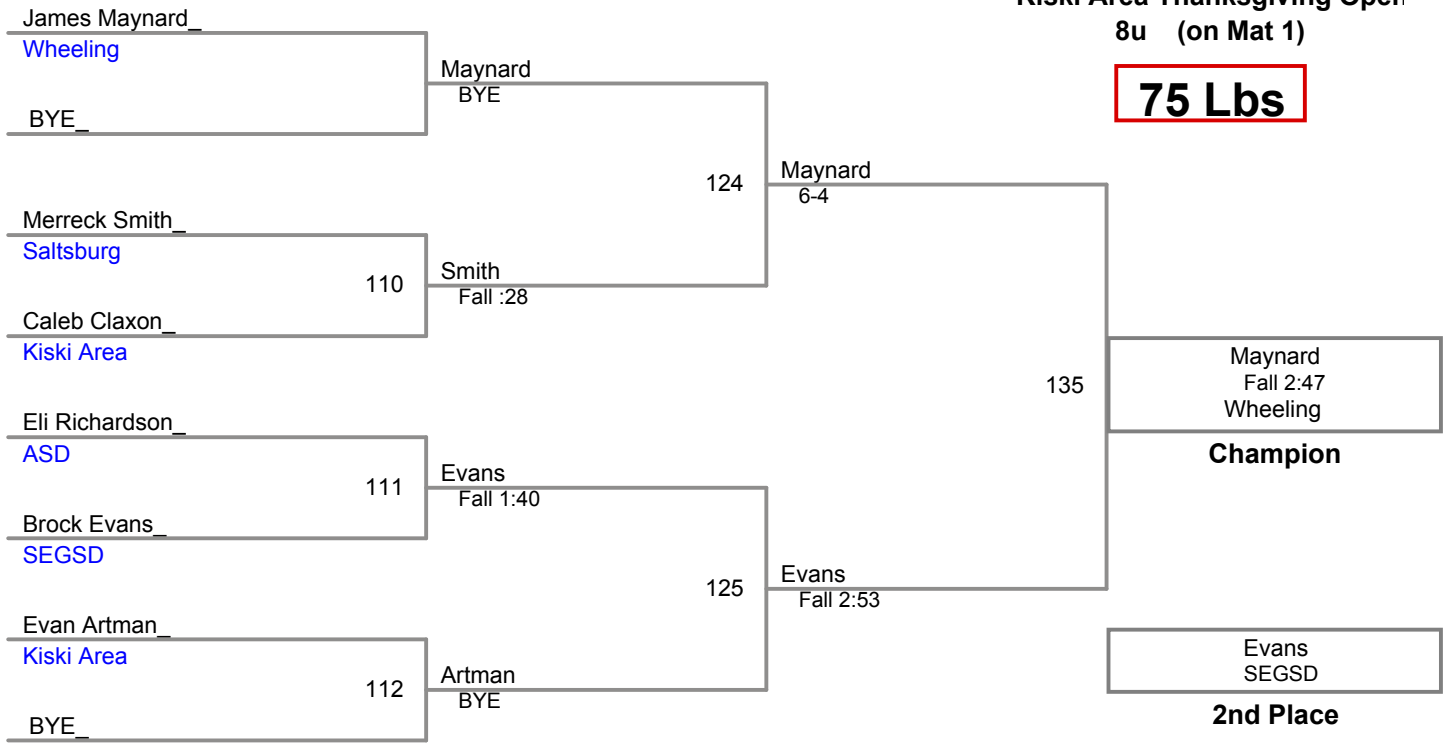 Kiski Area Thanksgiving Open
8u (on Mat 1)
75 Lbs
James Maynard_
Wheeling
BYE_
Maynard
BYE
Merreck Smith_
Saltsburg
110
Caleb Claxon_
Kiski Area
Smith
Fall :28
124
Maynard
6-4
Eli Richardson_
ASD
111
Brock Evans_
SEGSD
Evans
Fall 1:40
Evan Artman_
Kiski Area
112
BYE_
Artman
BYE
125
Evans
Fall 2:53
135
Maynard
Fall 2:47
Wheeling
Champion
Evans
SEGSD
2nd Place